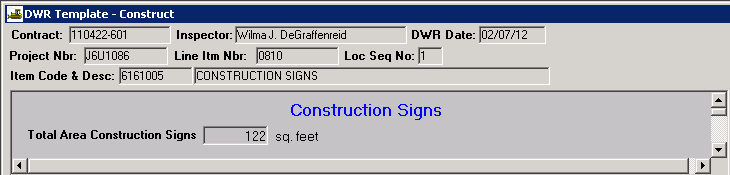 DWR Template - Construct
Contract: 110422-601 Inspector: Wilma J. DeGraffenreid DWR Date: 02/07/12
Project Nbr: J6U1086 Line Itm Nbr: 0810 Loc Seq No: 1
Item Code & Desc: 6161005 CONSTRUCTION SIGNS
Construction Signs
Total Area Construction Signs 122 sq. feet